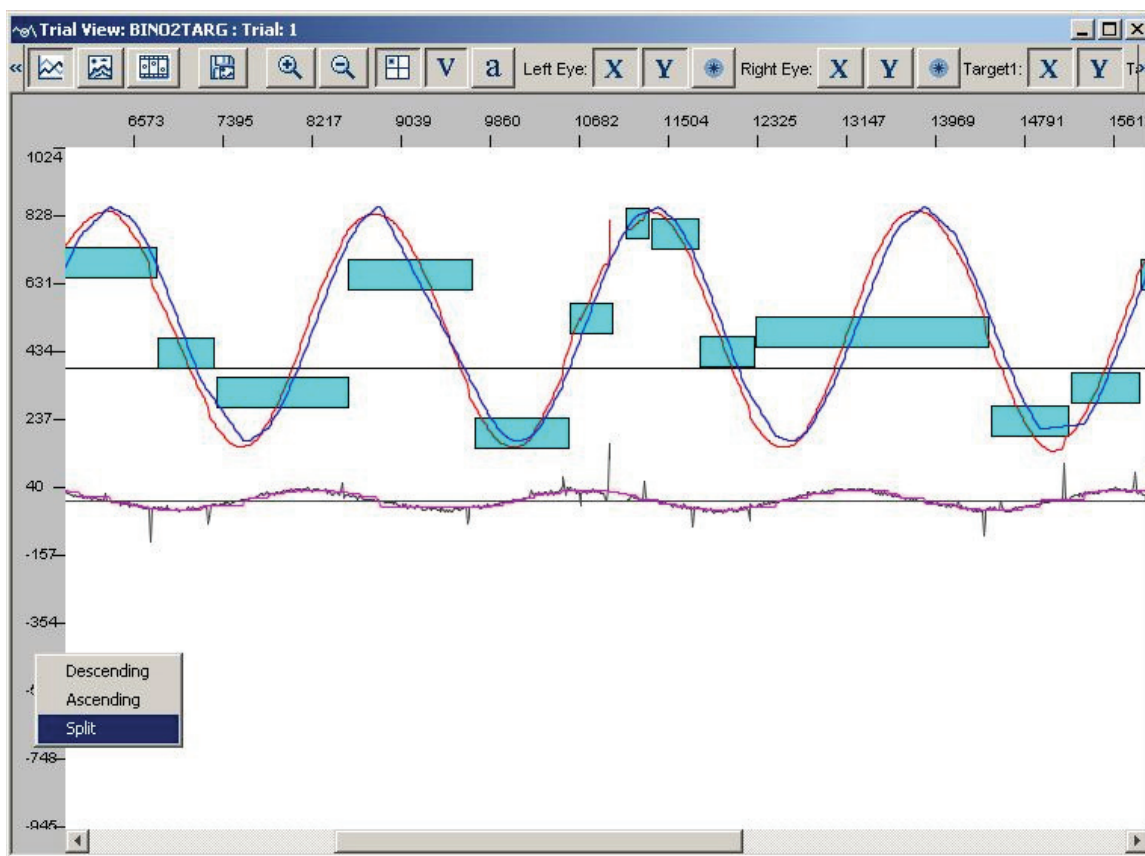 Trial View: BINO2TARG : Trial: 1
V a Left Eye: X Y Right Eye: X Y Target1: X Y
6573 7395 8217 9039 9860 10682 11504 12325 13147 13969 14791 1561
1024
828
631
434
237
40
-157
-354
Descending
Ascending
Split
-748
-945